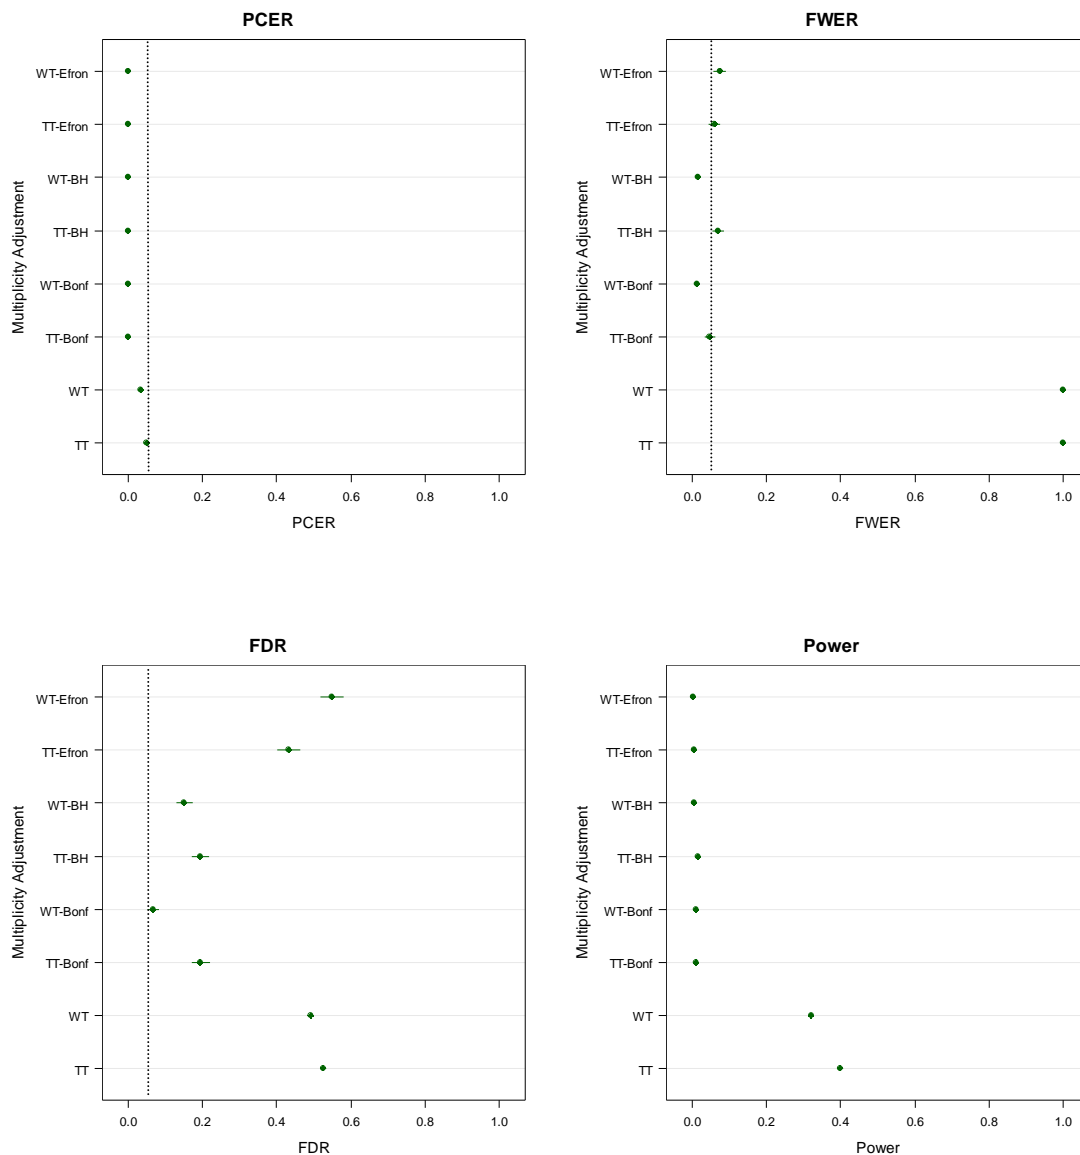 PCER
Multiplicity Adjustment
WT-Efron
TT-Efron
WT-BH
TT-BH
WT-Bonf
TT-Bonf
WT
TT
0.0 0.2 0.4 0.6 0.8 1.0
PCER
FWER
Multiplicity Adjustment
WT-Efron
TT-Efron
WT-BH
TT-BH
WT-Bonf
TT-Bonf
WT
TT
0.0 0.2 0.4 0.6 0.8 1.0
FWER
FDR
Multiplicity Adjustment
WT-Efron
TT-Efron
WT-BH
TT-BH
WT-Bonf
TT-Bonf
WT
TT
0.0 0.2 0.4 0.6 0.8 1.0
FDR
Power
Multiplicity Adjustment
WT-Efron
TT-Efron
WT-BH
TT-BH
WT-Bonf
TT-Bonf
WT
TT
0.0 0.2 0.4 0.6 0.8 1.0
Power